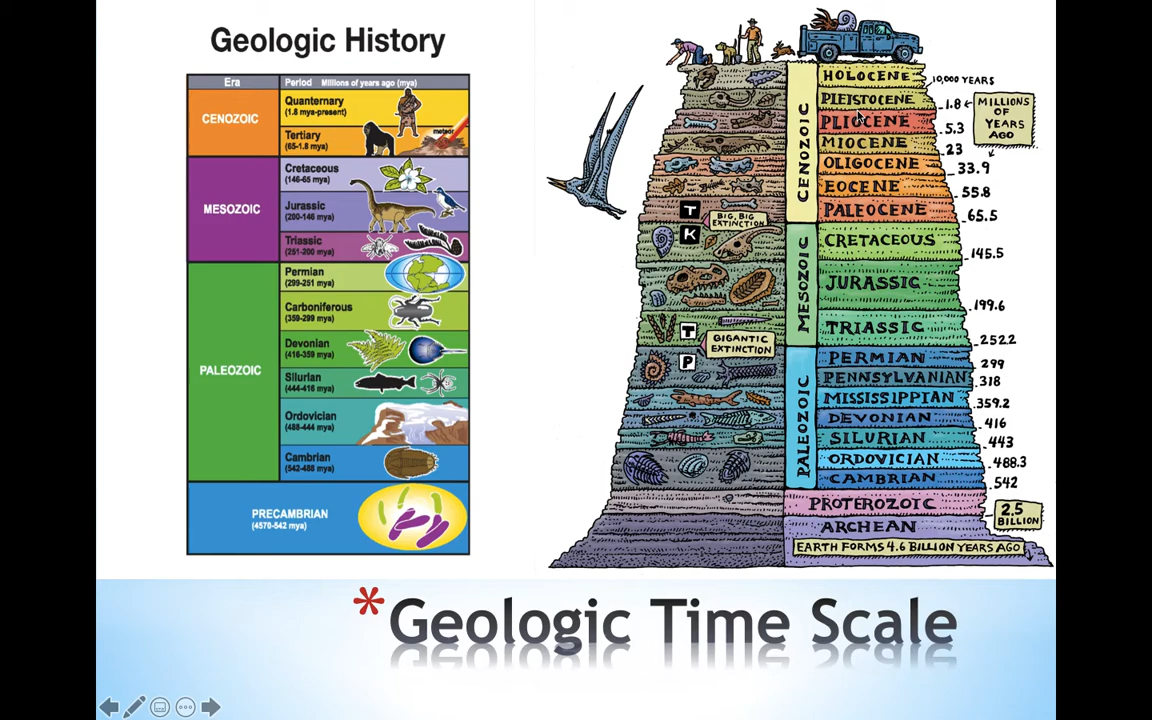 Geologic History
Era
Period Millions of years ago (mya)
CENOZOIC
Quanternary
(1.8 mya-present)
Tertiary
(65-1.8 mya)
meteor
MESOZOIC
Cretaceous
(146-65 mya)
Jurassic
(200-146 mya)
Triassic
(251-200 mya)
PALEOZOIC
Permian
(299-251 mya)
Carboniferous
(359-299 mya)
Devonian
(416-359 mya)
Silurian
(444-416 mya)
Ordovician
(488-444 mya)
Cambrian
(542-488 mya)
PRECAMBRIAN
(4570-542 mya)
CENOZOIC
HOLOCENE
10,000 YEARS
PLEISTOCENE
1.8
MILLIONS
OF
YEARS
AGO
PLIOCENE
5.3
MIOCENE
23
OLIGOCENE
33.9
EOCENE
55.8
PALEOCENE
65.5
T
K
BIG, BIG
EXTINCTION
MESOZOIC
CRETACEOUS
145.5
JURASSIC
199.6
TRIASSIC
252.2
T
P
GIGANTIC
EXTINCTION
PALEOZOIC
PERMIAN
299
PENNSYLVANIAN
318
MISSISSIPPIAN
359.2
DEVONIAN
416
SILURIAN
443
ORDOVICIAN
488.3
CAMBRIAN
542
PROTEROZOIC
2.5
BILLION
ARCHEAN
EARTH FORMS 4.6 BILLION YEARS AGO
*Geologic Time Scale